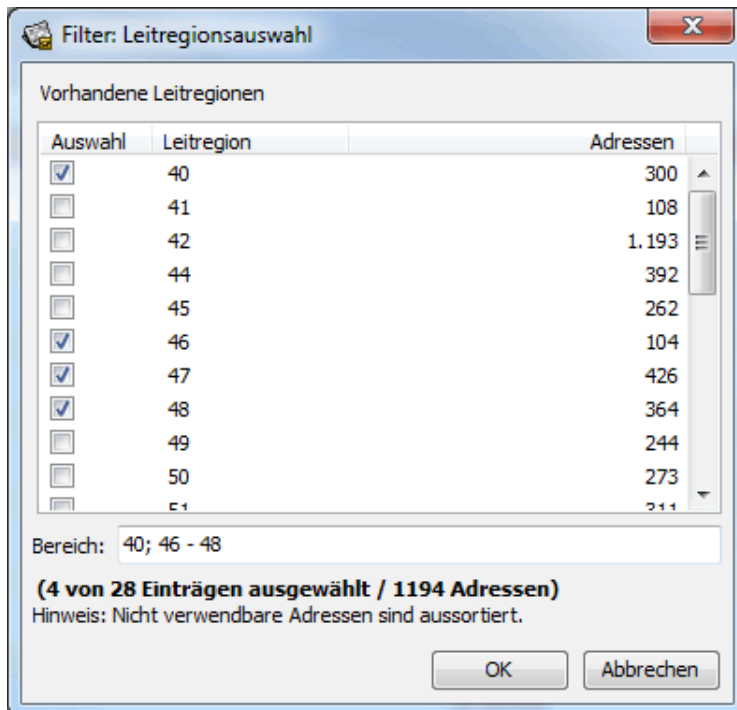 Filter: Leitregionsauswahl
Vorhandene Leitregionen
Auswahl Leitregion Adressen
40 300
41 108
42 1.193
44 392
45 262
46 104
47 426
48 364
49 244
50 273
51 311
Bereich: 40; 46 - 48
(4 von 28 Einträgen ausgewählt / 1194 Adressen)
Hinweis: Nicht verwendbare Adressen sind aussortiert.
OK Abbrechen